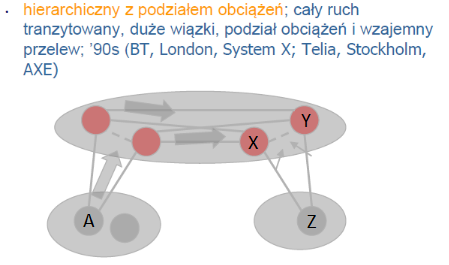 • hierarchiczny z podziałem obciążeń; cały ruch
tranzytowany, duże wiązki, podział obciążeń i wzajemny
przelew; ’90s (BT, London, System X; Telia, Stockholm,
AXE)
Y
X
A
Z